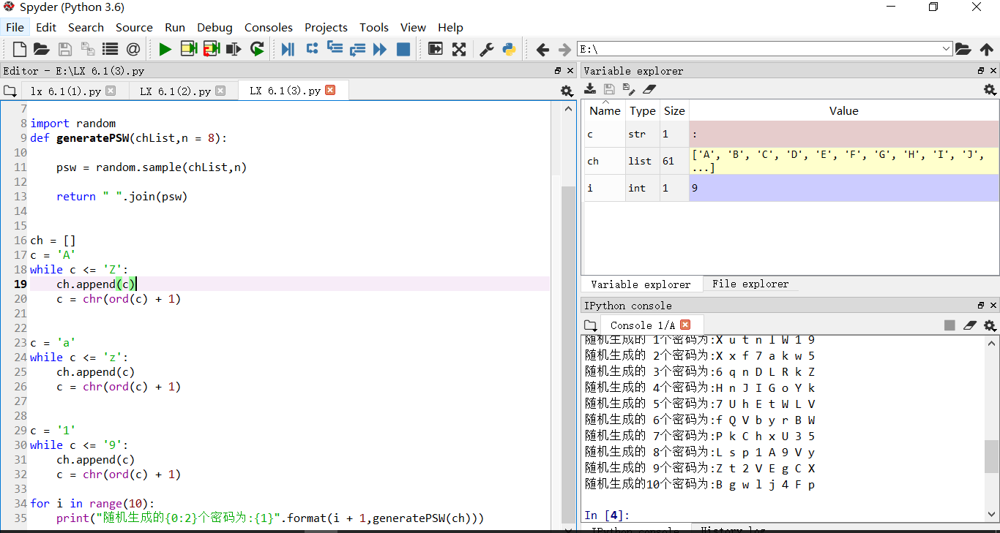 Spyder (Python 3.6)
File Edit Search Source Run Debug Consoles Projects Tools View Help
E:\
Editor - E:\LX 6.1(3).py
lx 6.1(1).py LX 6.1(2).py LX 6.1(3).py
7
8 import random
9 def generatePSW(chList,n = 8):
10
11 psw = random.sample(chList,n)
12
13 return " ".join(psw)
14
15
16 ch = []
17 c = 'A'
18 while c <= 'Z':
19 ch.append(c)
20 c = chr(ord(c) + 1)
21
22
23 c = 'a'
24 while c <= 'z':
25 ch.append(c)
26 c = chr(ord(c) + 1)
27
28
29 c = '1'
30 while c <= '9':
31 ch.append(c)
32 c = chr(ord(c) + 1)
33
34 for i in range(10):
35 print("随机生成的{0:2}个密码为:{1}".format(i + 1,generatePSW(ch)))
Variable explorer
Name Type Size Value
c str 1 :
ch list 61 ['A', 'B', 'C', 'D', 'E', 'F', 'G', 'H', 'I', 'J',
...]
i int 1 9
Variable explorer File explorer
IPython console
Console 1/A
随机生成的 1个密码为:X u t n l W 1 9
随机生成的 2个密码为:X x f 7 a k w 5
随机生成的 3个密码为:6 q n D L R k Z
随机生成的 4个密码为:H n J I G o Y k
随机生成的 5个密码为:7 U h E t W L V
随机生成的 6个密码为:f Q V b y r B W
随机生成的 7个密码为:P k C h x U 3 5
随机生成的 8个密码为:L s p 1 A 9 V y
随机生成的 9个密码为:Z t 2 V E g C X
随机生成的10个密码为:B g w l j 4 F p
In [4]:
IPython console History log